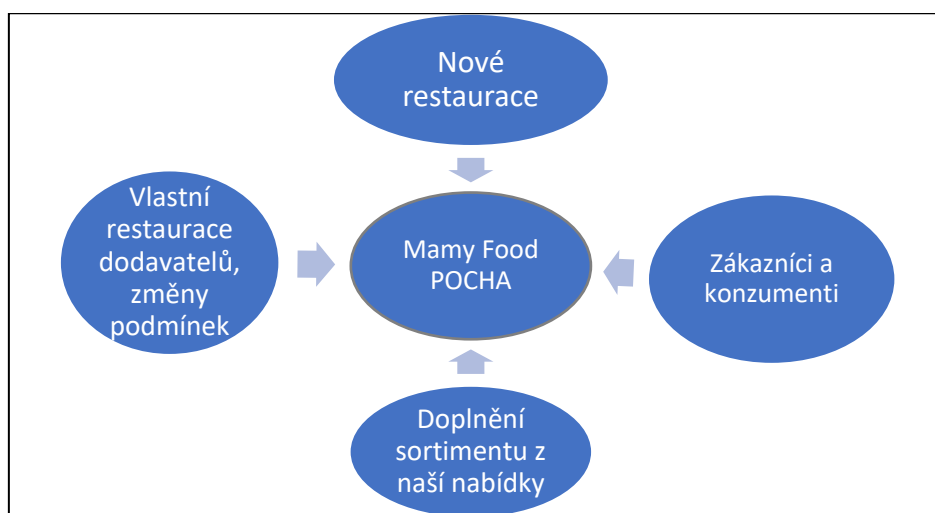 Nové
restaurace
Vlastní
restaurace
dodavatelů,
změny
podmínek
Mamy Food
POCHA
Zákazníci a
konzumenti
Doplnění
sortimentu z
naší nabídky